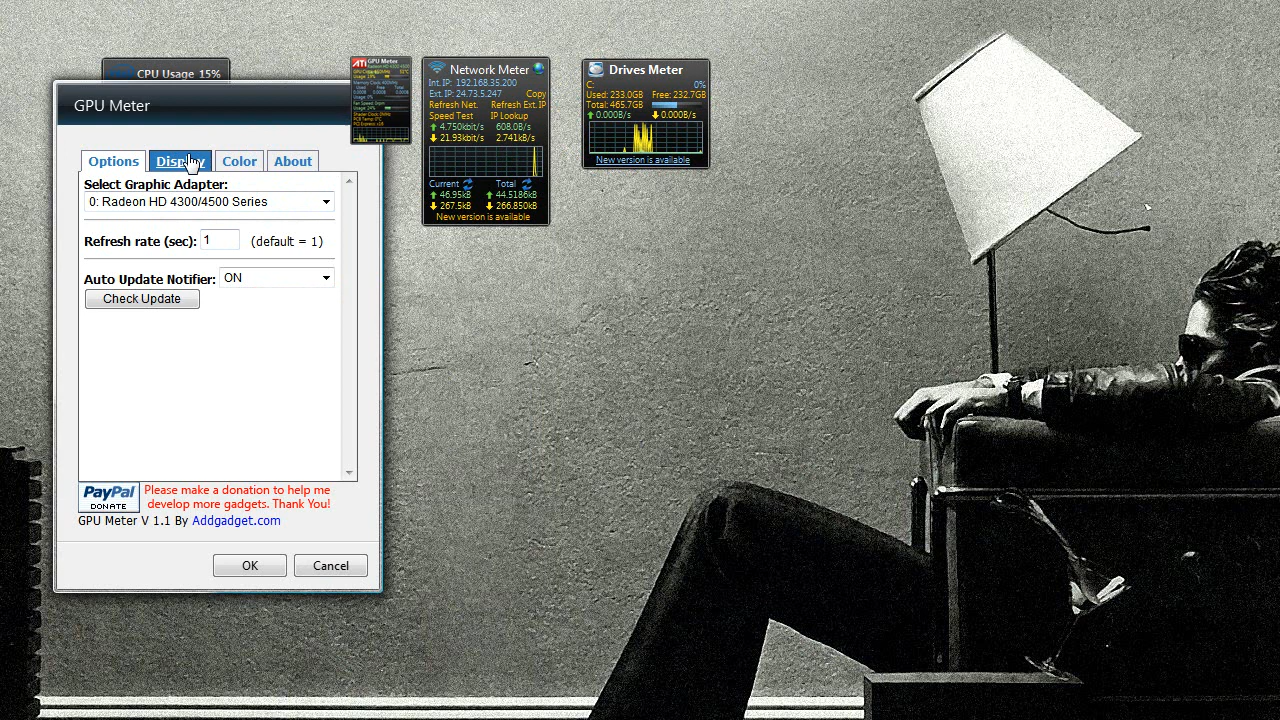 CPU Usage 15%
GPU Meter
Options
Display
Color
About
Select Graphic Adapter:
0: Radeon HD 4300/4500 Series
Refresh rate (sec): 1 (default = 1)
Auto Update Notifier: ON
Check Update
PayPal
DONATE
Please make a donation to help me
develop more gadgets. Thank You!
GPU Meter V 1.1 By Addgadget.com
OK
Cancel
ATI GPU Meter
Network Meter
Int. IP: 192.168.35.200
Copy
Ext. IP: 24.73.5.247
Refresh Net. Refresh Ext.IP
Speed Test IP Lookup
4.750kbit/s 608.0B/s
21.93kbit/s 2.741kB/s
Current Total
46.95kB 44.5186kB
267.5kB 266.850kB
New version is available
Drives Meter
C: 0%
Used: 233.0GB Free: 232.7GB
Total: 465.7GB
0.000B/s 0.000B/s
New version is available